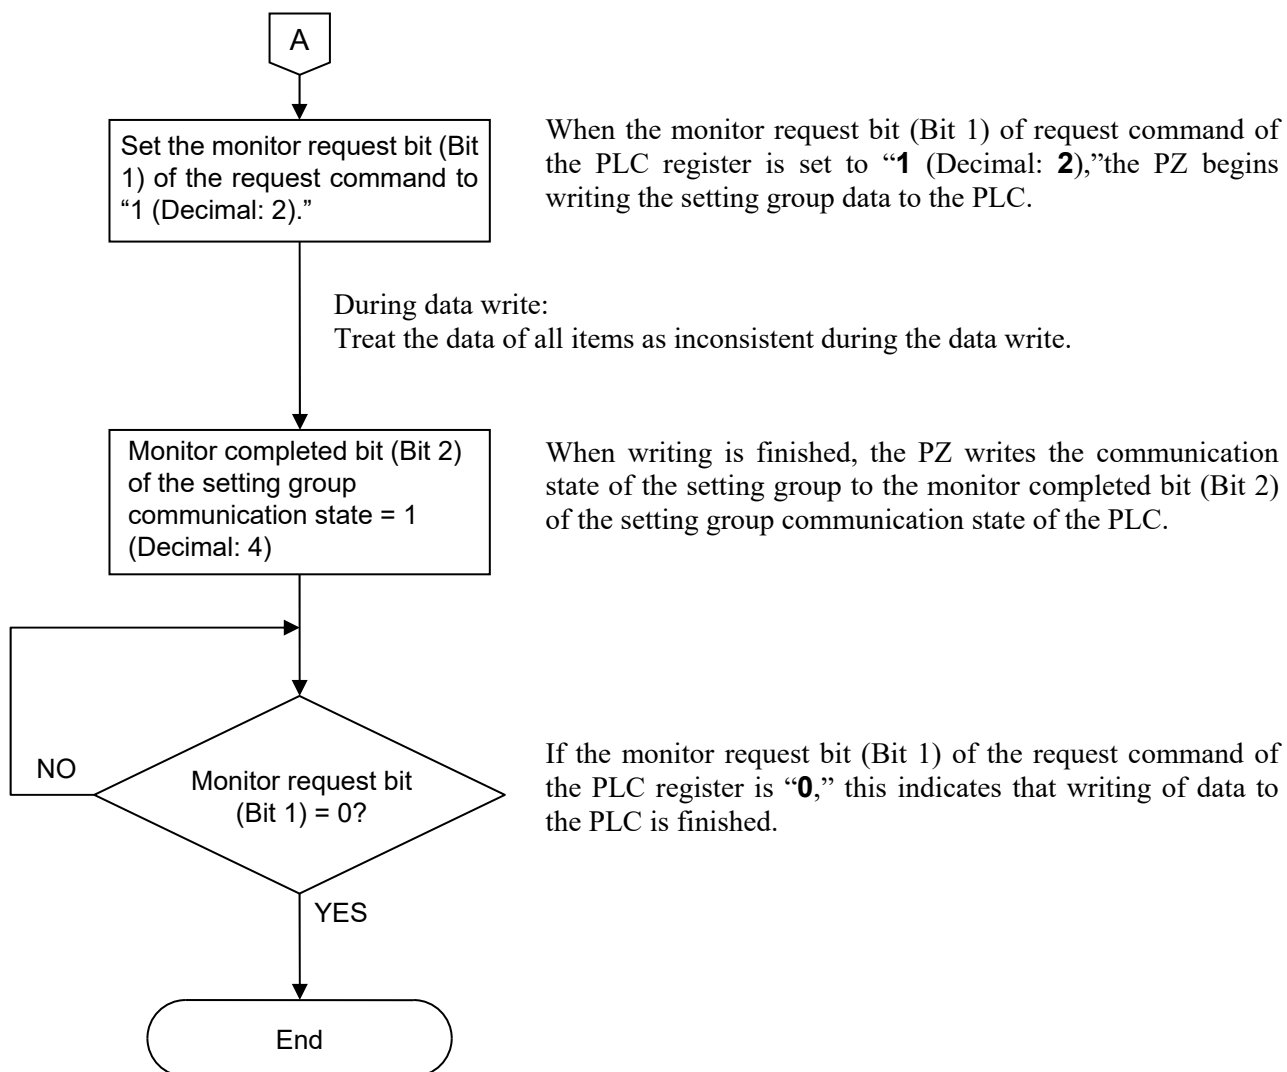 A
Set the monitor request bit (Bit
1) of the request command to
“1 (Decimal: 2).”
When the monitor request bit (Bit 1) of request command of
the PLC register is set to “1 (Decimal: 2),”the PZ begins
writing the setting group data to the PLC.
During data write:
Treat the data of all items as inconsistent during the data write.
Monitor completed bit (Bit 2)
of the setting group
communication state = 1
(Decimal: 4)
When writing is finished, the PZ writes the communication
state of the setting group to the monitor completed bit (Bit 2)
of the setting group communication state of the PLC.
NO
Monitor request bit
(Bit 1) = 0?
If the monitor request bit (Bit 1) of the request command of
the PLC register is “0,” this indicates that writing of data to
the PLC is finished.
YES
End